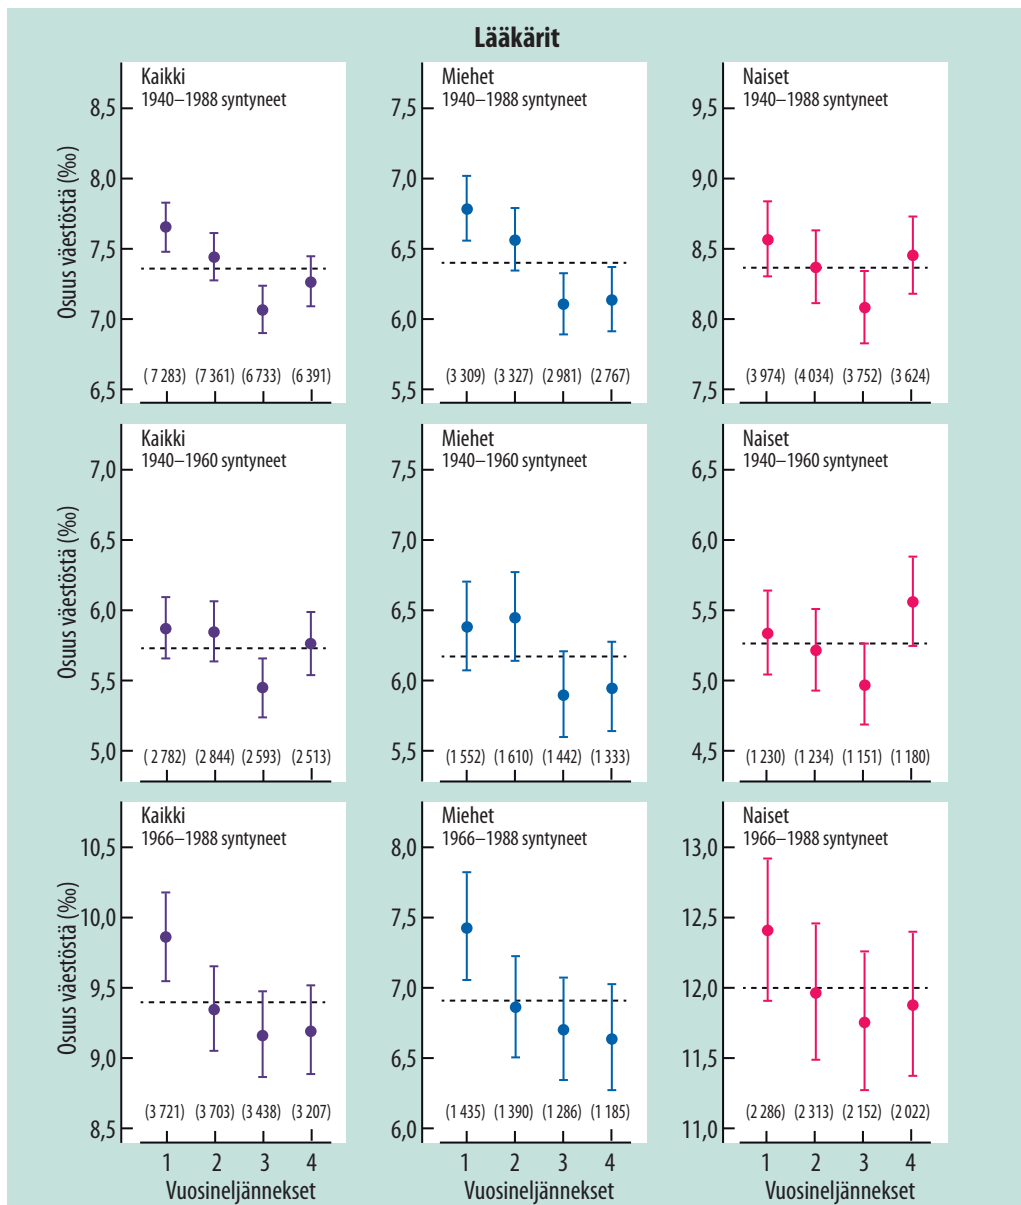 Lääkärit
Kaikki
1940–1988 syntyneet
Osuus väestöstä (‰)
8,5
8,0
7,5
7,0
6,5
(7 283) (7 361) (6 733) (6 391)
Miehet
1940–1988 syntyneet
7,5
7,0
6,5
6,0
5,5
(3 309) (3 327) (2 981) (2 767)
Naiset
1940–1988 syntyneet
9,5
9,0
8,5
8,0
7,5
(3 974) (4 034) (3 752) (3 624)
Kaikki
1940–1960 syntyneet
Osuus väestöstä (‰)
7,0
6,5
6,0
5,5
5,0
(2 782) (2 844) (2 593) (2 513)
Miehet
1940–1960 syntyneet
7,5
7,0
6,5
6,0
5,5
(1 552) (1 610) (1 442) (1 333)
Naiset
1940–1960 syntyneet
6,5
6,0
5,5
5,0
4,5
(1 230) (1 234) (1 151) (1 180)
Kaikki
1966–1988 syntyneet
Osuus väestöstä (‰)
10,5
10,0
9,5
9,0
8,5
(3 721) (3 703) (3 438) (3 207)
1 2 3 4
Vuosineljännekset
Miehet
1966–1988 syntyneet
8,0
7,5
7,0
6,5
6,0
(1 435) (1 390) (1 286) (1 185)
1 2 3 4
Vuosineljännekset
Naiset
1966–1988 syntyneet
13,0
12,5
12,0
11,5
11,0
(2 286) (2 313) (2 152) (2 022)
1 2 3 4
Vuosineljännekset